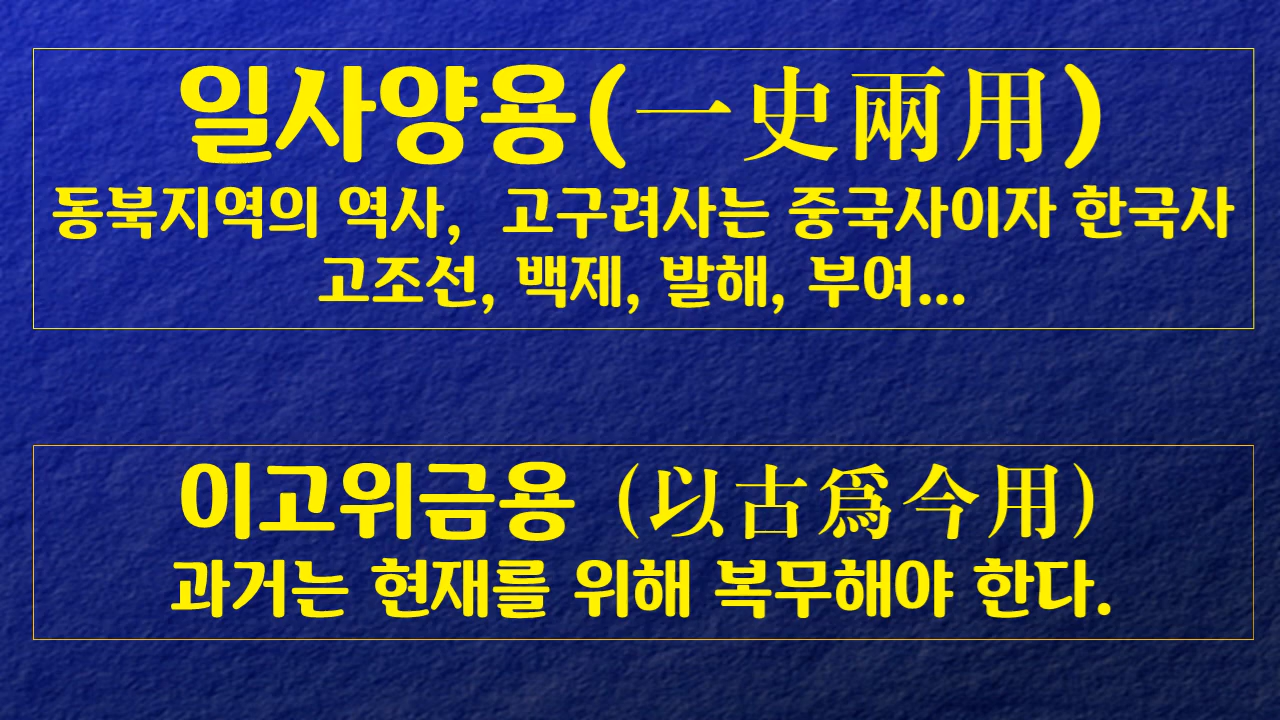 일사양용(一史兩用)
동북지역의 역사, 고구려사는 중국사이자 한국사
고조선, 백제, 발해, 부여...
이고위금용 (以古爲今用)
과거는 현재를 위해 복무해야 한다.